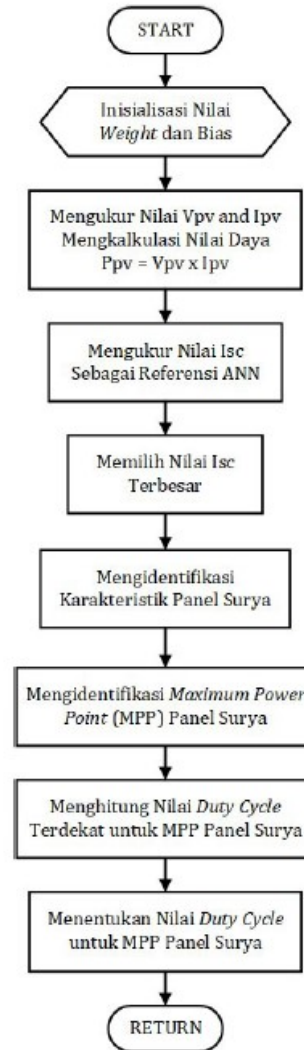 START
Inisialisasi Nilai
Weight dan Bias
Mengukur Nilai Vpv and Ipv
Mengkalkulasi Nilai Daya
Ppv = Vpv x Ipv
Mengukur Nilai Isc
Sebagai Referensi ANN
Memilih Nilai Isc
Terbesar
Mengidentifikasi
Karakteristik Panel Surya
Mengidentifikasi Maximum Power
Point (MPP) Panel Surya
Menghitung Nilai Duty Cycle
Terdekat untuk MPP Panel Surya
Menentukan Nilai Duty Cycle
untuk MPP Panel Surya
RETURN